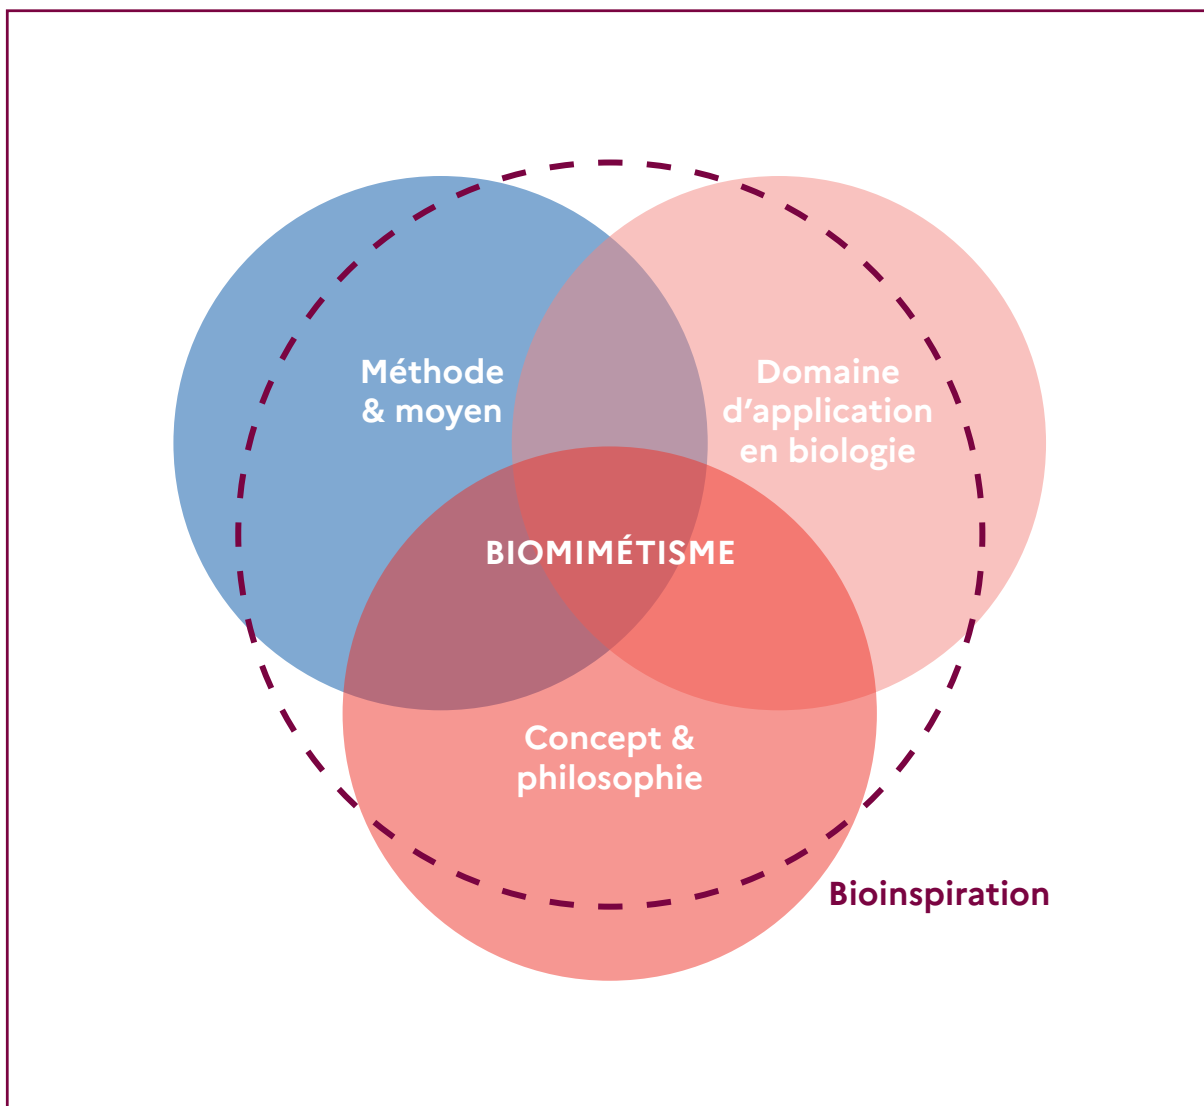 Méthode
& moyen
Domaine
d’application
en biologie
BIOMIMÉTISME
Concept &
philosophie
Bioinspiration